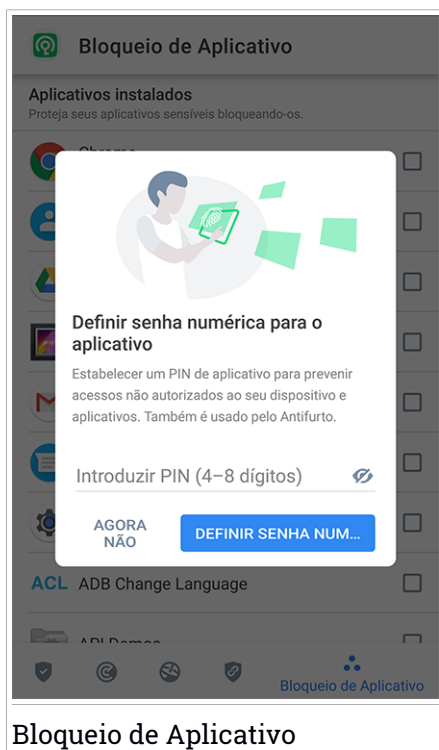 Bloqueio de Aplicativo
Aplicativos instalados
Proteja seus aplicativos sensíveis bloqueando-os.
Definir senha numérica para o
aplicativo
Estabelecer um PIN de aplicativo para prevenir
acessos não autorizados ao seu dispositivo e
aplicativos. Também é usado pelo Antifurto.
Introduzir PIN (4–8 dígitos)
AGORA
NÃO
DEFINIR SENHA NUM...
ACL ADB Change Language
API Demos
Bloqueio de Aplicativo
Bloqueio de Aplicativo